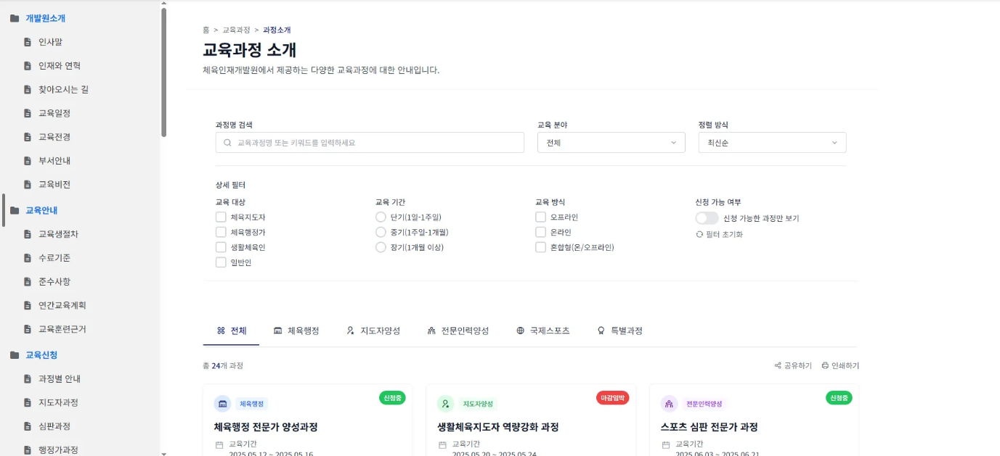 개발원소개
인사말
인재와 연혁
찾아오시는 길
교육일정
교육전경
부서안내
교육비전
교육안내
교육생절차
수료기준
준수사항
연간교육계획
교육훈련근거
교육신청
과정별 안내
지도자과정
심판과정
행정가과정
홈 > 교육과정 > 과정소개
교육과정 소개
체육인재개발원에서 제공하는 다양한 교육과정에 대한 안내입니다.
과정명 검색
교육 분야
정렬 방식
교육과정명 또는 키워드를 입력하세요
전체
최신순
상세 필터
교육 대상
체육지도자
체육행정가
생활체육인
일반인
교육 기간
단기(1일-1주일)
중기(1주일-1개월)
장기(1개월 이상)
교육 방식
오프라인
온라인
혼합형(온/오프라인)
신청 가능 여부
신청 가능한 과정만 보기
필터 초기화
전체 체육행정 지도자양성 전문인력양성 국제스포츠 특별과정
총 24개 과정
공유하기 인쇄하기
체육행정 신청중
체육행정 전문가 양성과정
교육기간
2025.05.12 ~ 2025.05.16
지도자양성 마감임박
생활체육지도자 역량강화 과정
교육기간
2025.05.20 ~ 2025.05.24
전문인력양성 신청중
스포츠 심판 전문가 과정
교육기간
2025.06.03 ~ 2025.06.21